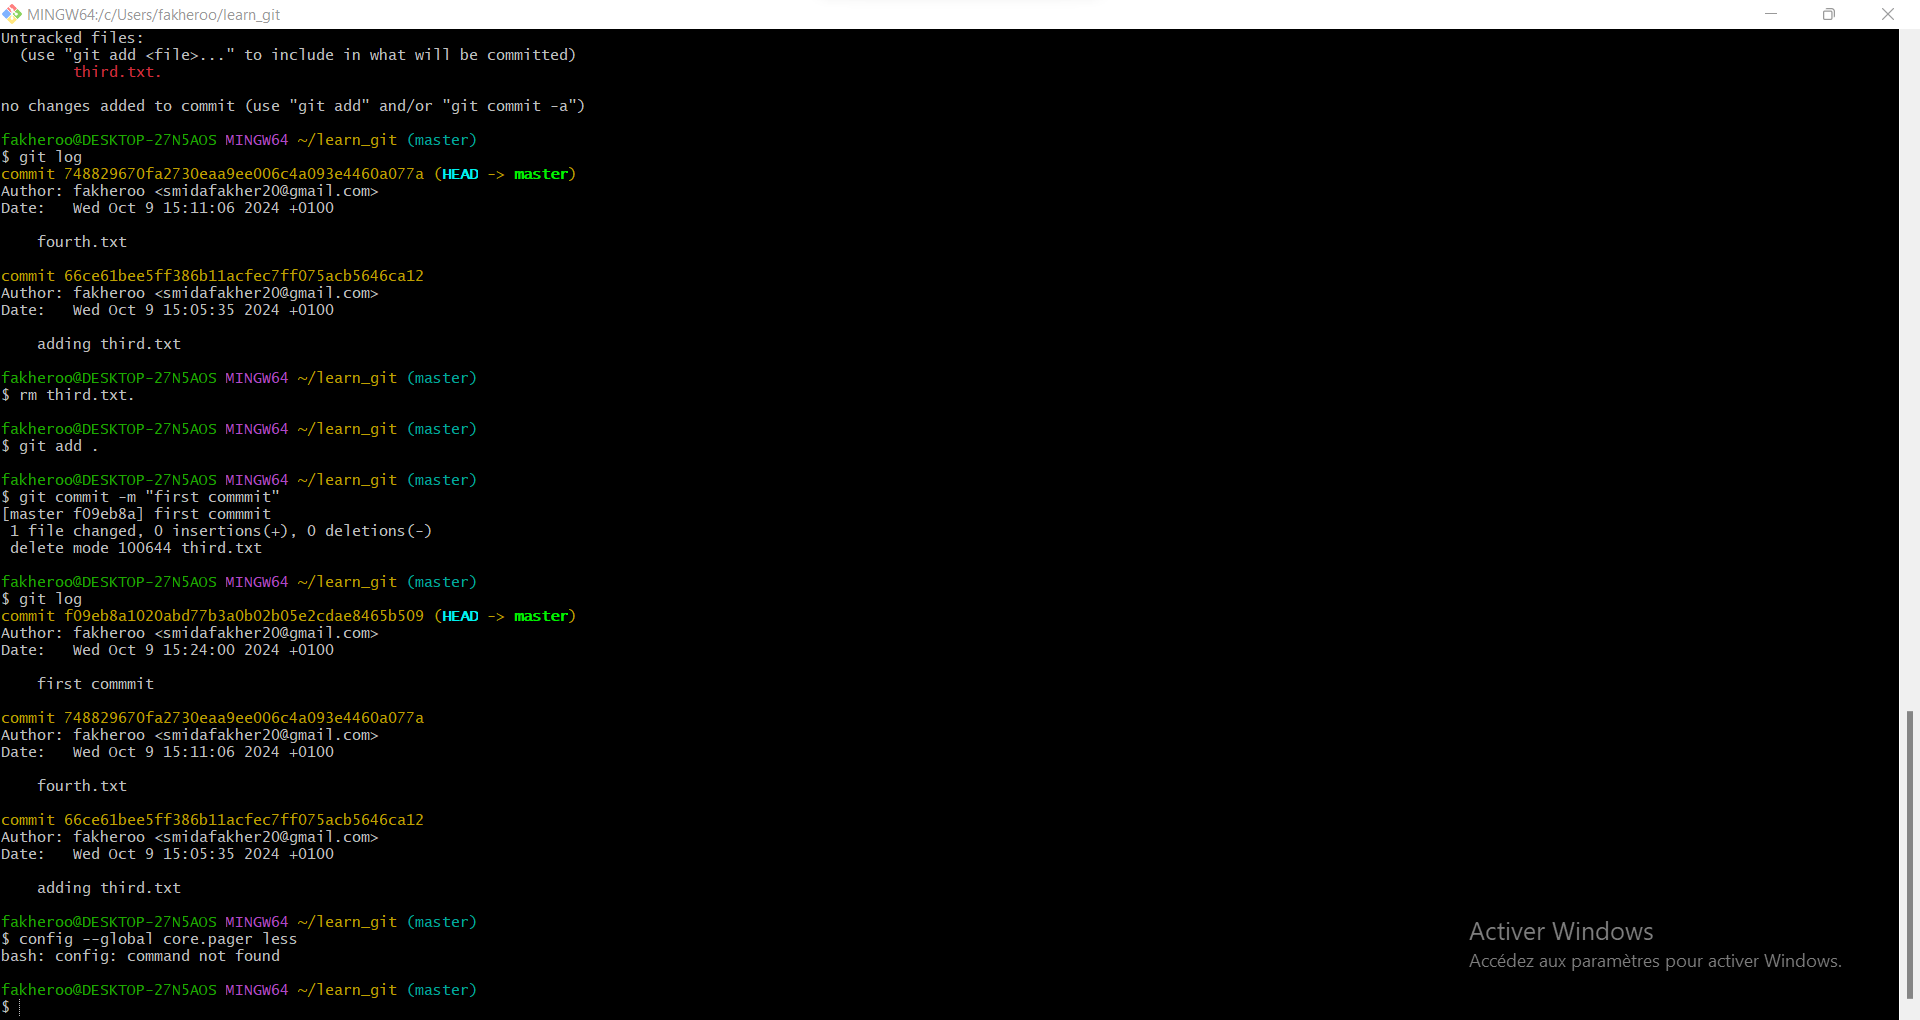 MINGW64:/c/Users/fakheroo/learn_git
Untracked files:
  (use "git add <file>..." to include in what will be committed)
        third.txt.

no changes added to commit (use "git add" and/or "git commit -a")

fakheroo@DESKTOP-27N5AOS MINGW64 ~/learn_git (master)
$ git log
commit 748829670fa2730eaa9ee006c4a093e4460a077a (HEAD -> master)
Author: fakheroo <smidafakher20@gmail.com>
Date:   Wed Oct 9 15:11:06 2024 +0100

    fourth.txt

commit 66ce61bee5ff386b11acfec7ff075acb5646ca12
Author: fakheroo <smidafakher20@gmail.com>
Date:   Wed Oct 9 15:05:35 2024 +0100

    adding third.txt

fakheroo@DESKTOP-27N5AOS MINGW64 ~/learn_git (master)
$ rm third.txt.

fakheroo@DESKTOP-27N5AOS MINGW64 ~/learn_git (master)
$ git add .

fakheroo@DESKTOP-27N5AOS MINGW64 ~/learn_git (master)
$ git commit -m "first commmit"
[master f09eb8a] first commmit
 1 file changed, 0 insertions(+), 0 deletions(-)
 delete mode 100644 third.txt

fakheroo@DESKTOP-27N5AOS MINGW64 ~/learn_git (master)
$ git log
commit f09eb8a1020abd77b3a0b02b05e2cdae8465b509 (HEAD -> master)
Author: fakheroo <smidafakher20@gmail.com>
Date:   Wed Oct 9 15:24:00 2024 +0100

    first commmit

commit 748829670fa2730eaa9ee006c4a093e4460a077a
Author: fakheroo <smidafakher20@gmail.com>
Date:   Wed Oct 9 15:11:06 2024 +0100

    fourth.txt

commit 66ce61bee5ff386b11acfec7ff075acb5646ca12
Author: fakheroo <smidafakher20@gmail.com>
Date:   Wed Oct 9 15:05:35 2024 +0100

    adding third.txt

fakheroo@DESKTOP-27N5AOS MINGW64 ~/learn_git (master)
$ config --global core.pager less
bash: config: command not found

fakheroo@DESKTOP-27N5AOS MINGW64 ~/learn_git (master)
$
Activer Windows
Accédez aux paramètres pour activer Windows.